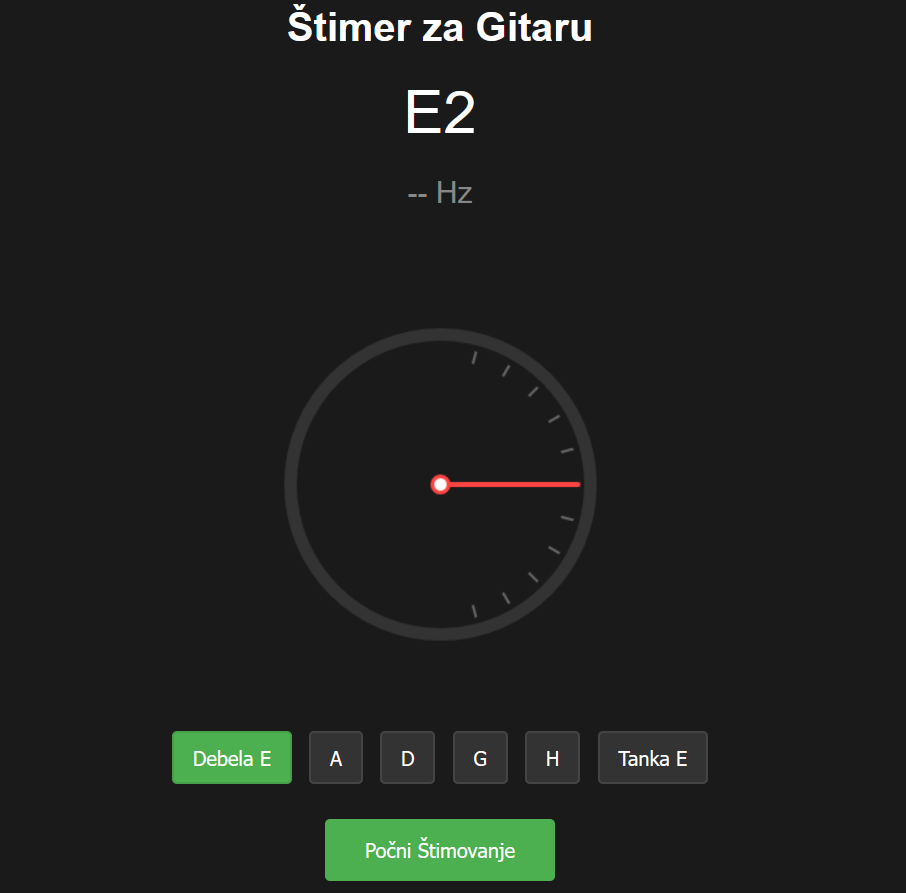 Štimer za Gitaru
E2
-- Hz
Debela E A D G H Tanka E
Počni Štimovanje